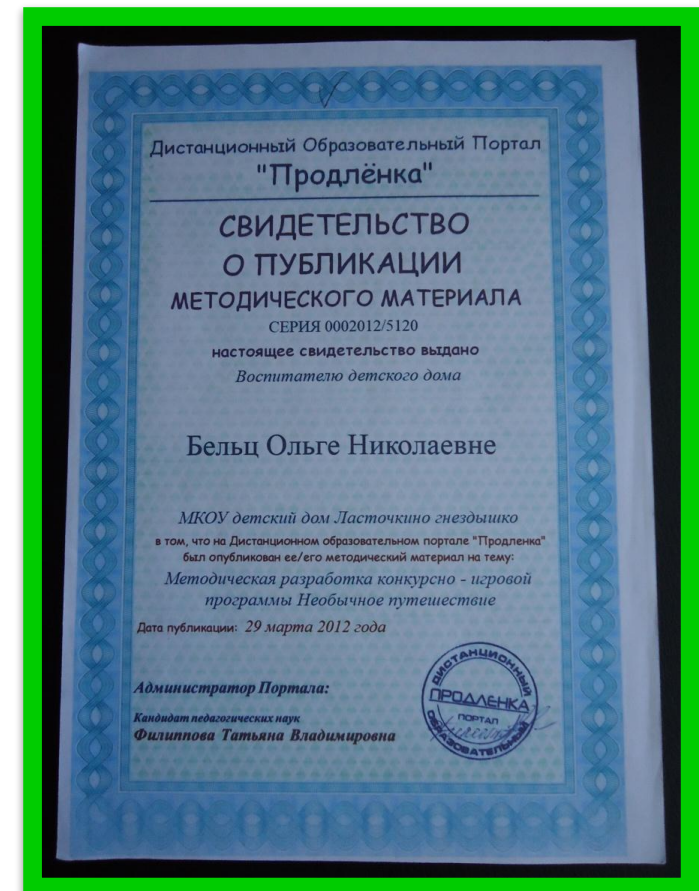 Дистанционный Образовательный Портал
"Продлёнка"
СВИДЕТЕЛЬСТВО
О ПУБЛИКАЦИИ
МЕТОДИЧЕСКОГО МАТЕРИАЛА
СЕРИЯ 0002012/5120
настоящее свидетельство выдано
Воспитателю детского дома
Бельц Ольге Николаевне
МКОУ детский дом Ласточкино гнездышко
в том, что на Дистанционном образовательном портале "Продленка"
был опубликован ее/его методический материал на тему:
Методическая разработка конкурсно - игровой
программы Необычное путешествие
Дата публикации: 29 марта 2012 года
Администратор Портала:
Кандидат педагогических наук
Филиппова Татьяна Владимировна
ДИСТАНЦИОННЫЙ
ПРОДЛЕНКА
ПОРТАЛ
ОБРАЗОВАТЕЛЬНЫЙ